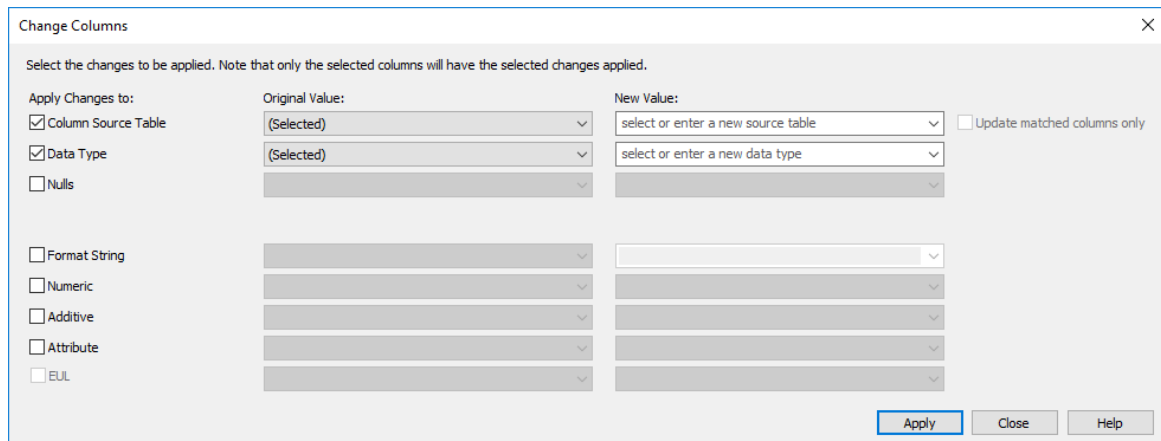 Change Columns
Select the changes to be applied. Note that only the selected columns will have the selected changes applied.
Apply Changes to: Original Value: New Value:
Column Source Table (Selected) select or enter a new source table Update matched columns only
Data Type (Selected) select or enter a new data type
Nulls
Format String
Numeric
Additive
Attribute
EUL
Apply Close Help